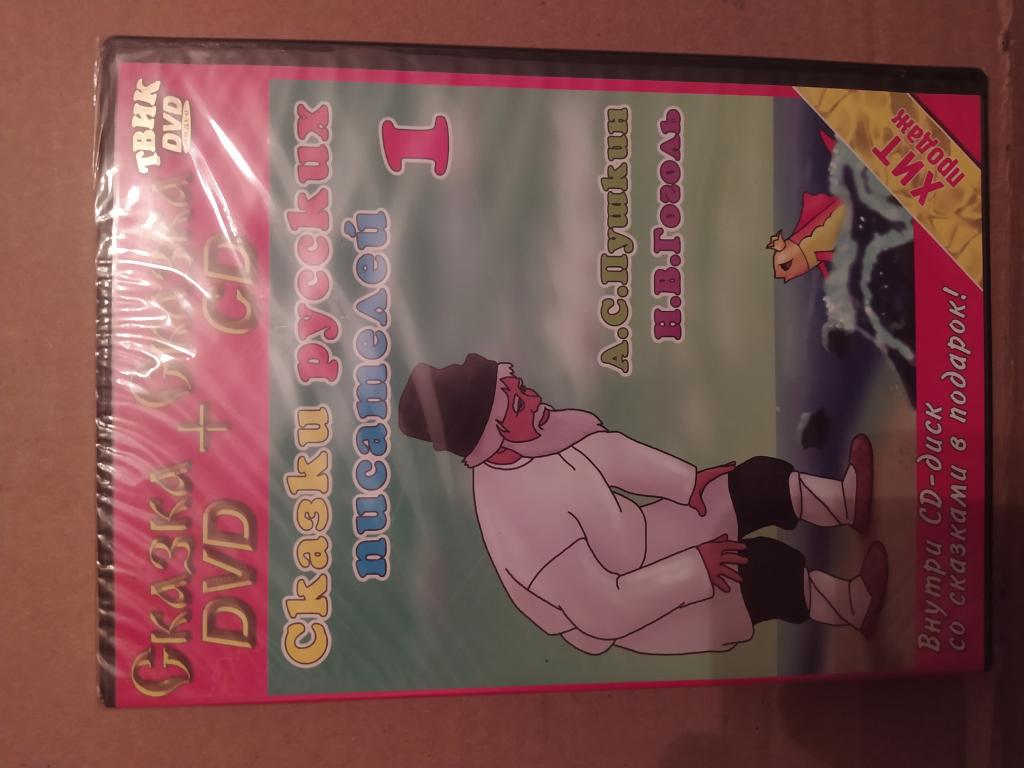 ТВИК
DVD
Сказка + Сказка
DVD CD
Сказки русских
писателей
1
А.С.Пушкин
Н.В.Гоголь
ХИТ
продаж
Внутри CD-диск
со сказками в подарок!